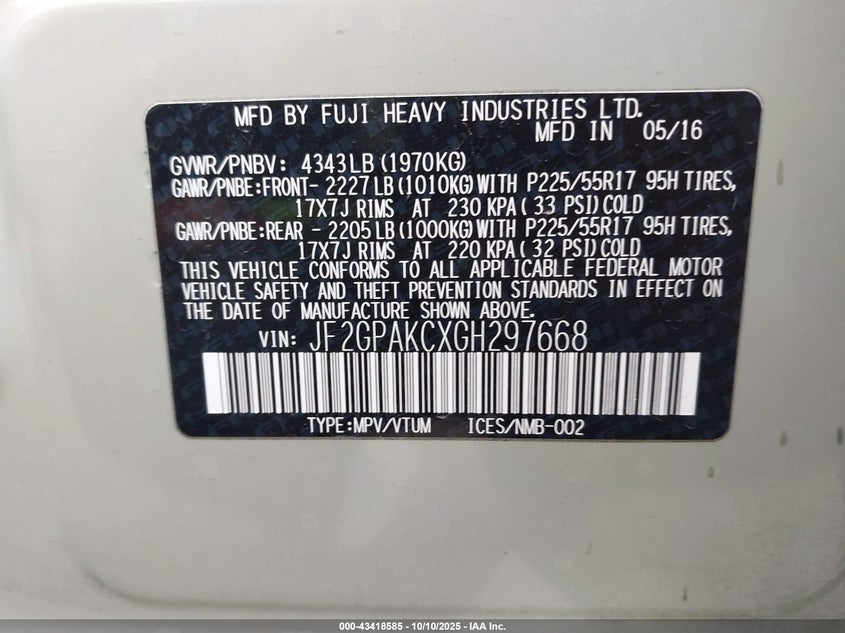 MFD BY FUJI HEAVY INDUSTRIES LTD.
MFD IN 05/16
GVWR/PNBV: 4343LB (1970KG)
GAWR/PNBE:FRONT- 2227 LB (1010KG) WITH P225/55R17 95H TIRES,
17X7J RIMS AT 230 KPA ( 33 PSI) COLD
GAWR/PNBE:REAR - 2205 LB (1000KG) WITH P225/55R17 95H TIRES,
17X7J RIMS AT 220 KPA ( 32 PSI) COLD
THIS VEHICLE CONFORMS TO ALL APPLICABLE FEDERAL MOTOR
VEHICLE SAFETY AND THEFT PREVENTION STANDARDS IN EFFECT ON
THE DATE OF MANUFACTURE SHOWN ABOVE.
VIN: JF2GPAKCXGH297668
TYPE:MPV/VTUM ICES/NMB-002
000-43418585 - 10/10/2025 - IAA Inc.